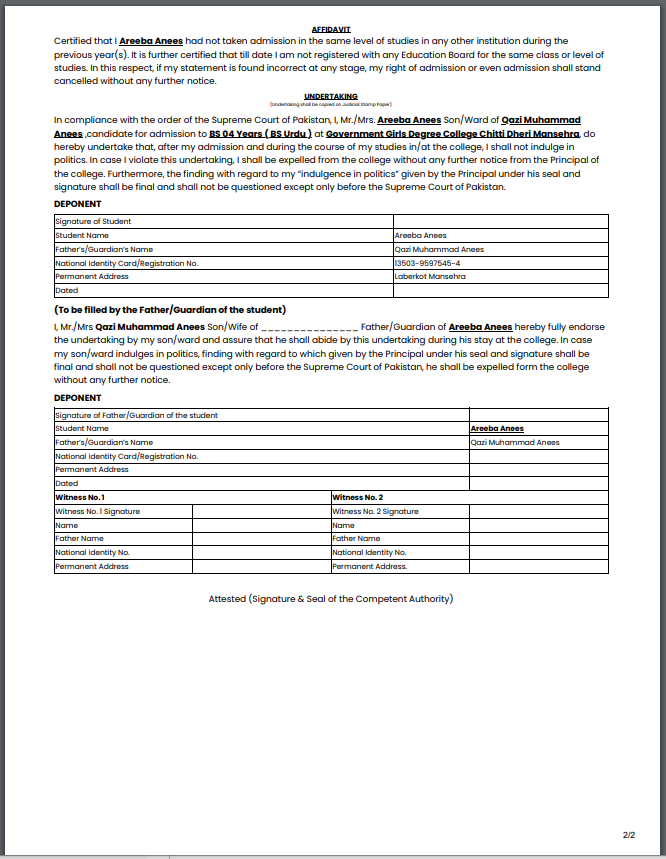 AFFIDAVIT
Certified that I Areeba Anees had not taken admission in the same level of studies in any other institution during the
previous year(s). It is further certified that till date I am not registered with any Education Board for the same class or level of
studies. In this respect, if my statement is found incorrect at any stage, my right of admission or even admission shall stand
cancelled without any further notice.
UNDERTAKING
(Undertaking shall be copied on Judicial Stamp Paper)
In compliance with the order of the Supreme Court of Pakistan, I, Mr./Mrs. Areeba Anees Son/Ward of Qazi Muhammad
Anees ,candidate for admission to BS 04 Years ( BS Urdu ) at Government Girls Degree College Chitti Dheri Mansehra, do
hereby undertake that, after my admission and during the course of my studies in/at the college, I shall not indulge in
politics. In case I violate this undertaking, I shall be expelled from the college without any further notice from the Principal of
the college. Furthermore, the finding with regard to my "indulgence in politics" given by the Principal under his seal and
signature shall be final and shall not be questioned except only before the Supreme Court of Pakistan.
DEPONENT
Signature of Student
Student Name Areeba Anees
Father's/Guardian's Name Qazi Muhammad Anees
National Identity Card/Registration No. 13503-9597545-4
Permanent Address Laberkot Mansehra
Dated
(To be filled by the Father/Guardian of the student)
I, Mr./Mrs Qazi Muhammad Anees Son/Wife of _______________ Father/Guardian of Areeba Anees hereby fully endorse
the undertaking by my son/ward and assure that he shall abide by this undertaking during his stay at the college. In case
my son/ward indulges in politics, finding with regard to which given by the Principal under his seal and signature shall be
final and shall not be questioned except only before the Supreme Court of Pakistan, he shall be expelled form the college
without any further notice.
DEPONENT
Signature of Father/Guardian of the student
Student Name Areeba Anees
Father's/Guardian's Name Qazi Muhammad Anees
National Identity Card/Registration No.
Permanent Address
Dated
Witness No. 1 Witness No. 2
Witness No. 1 Signature Witness No. 2 Signature
Name Name
Father Name Father Name
National Identity No. National Identity No.
Permanent Address Permanent Address.
Attested (Signature & Seal of the Competent Authority)
2/2